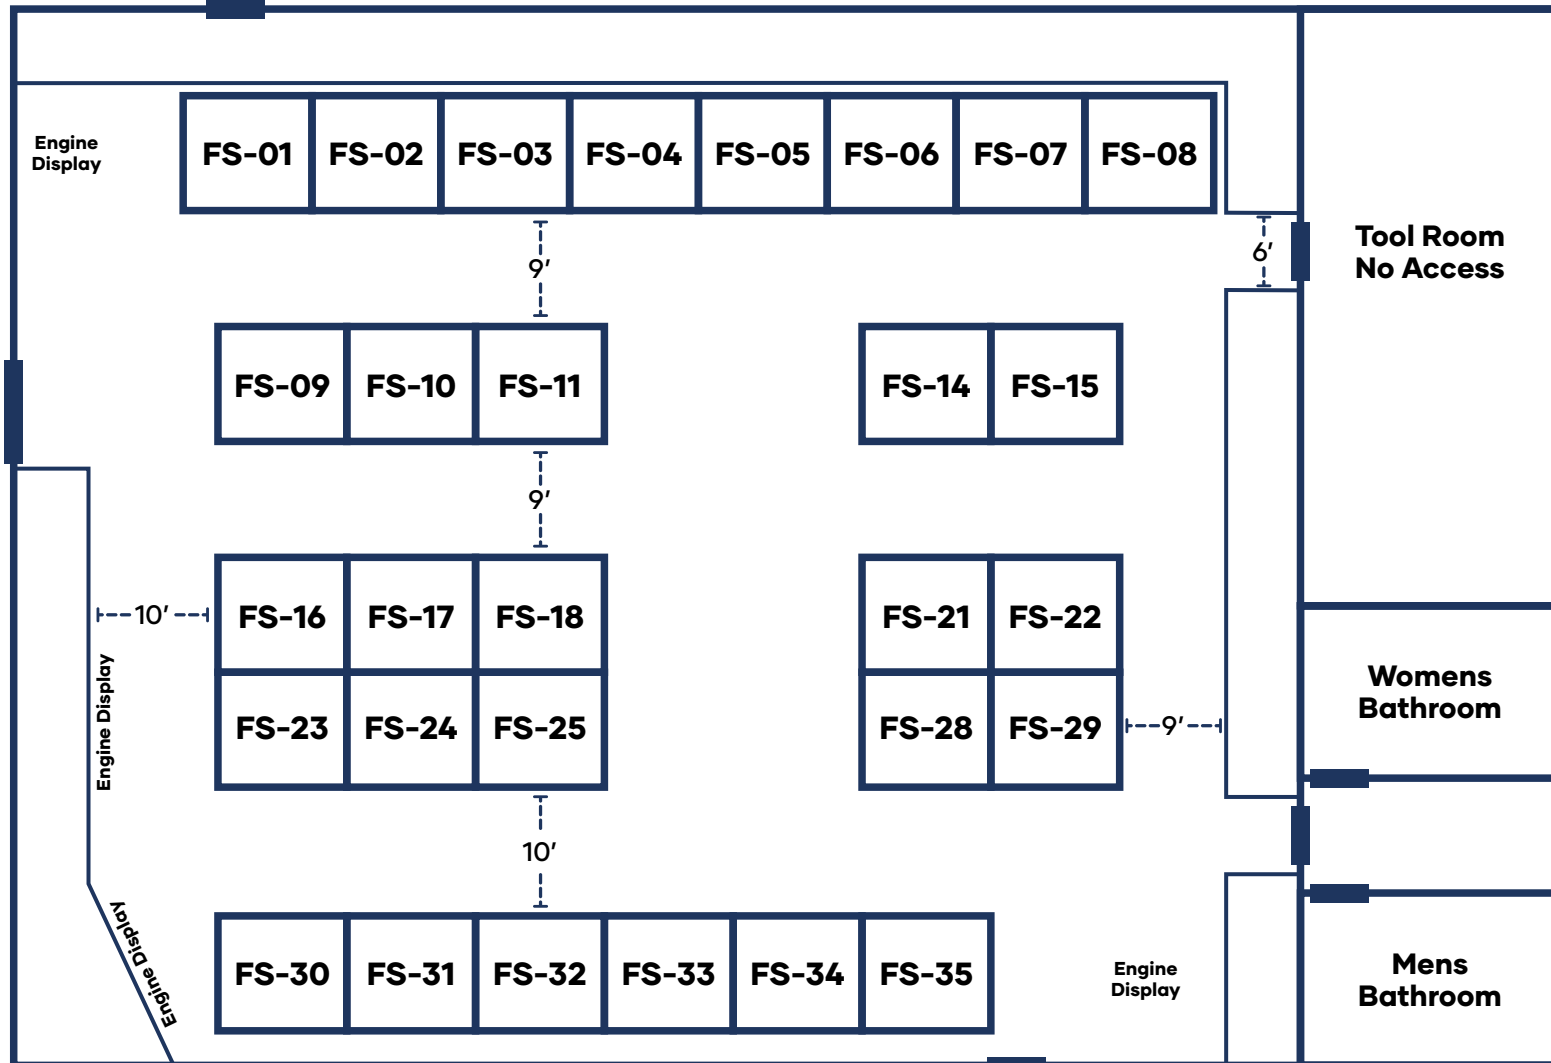 Engine
Display
FS-01
FS-02
FS-03
FS-04
FS-05
FS-06
FS-07
FS-08
9'
6'
Tool Room
No Access
FS-09
FS-10
FS-11
FS-14
FS-15
9'
10'
FS-16
FS-17
FS-18
FS-21
FS-22
Engine Display
FS-23
FS-24
FS-25
FS-28
FS-29
9'
Womens
Bathroom
10'
Engine Display
FS-30
FS-31
FS-32
FS-33
FS-34
FS-35
Engine
Display
Mens
Bathroom